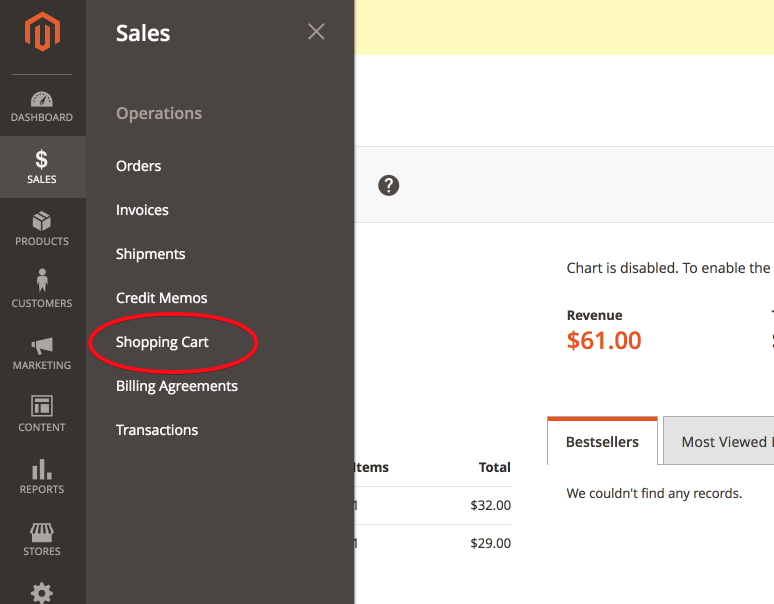 DASHBOARD
SALES
PRODUCTS
CUSTOMERS
MARKETING
CONTENT
REPORTS
STORES
Sales
Operations
Orders
Invoices
Shipments
Credit Memos
Shopping Cart
Billing Agreements
Transactions
?
Chart is disabled. To enable the
Revenue
$61.00
Bestsellers
Most Viewed
We couldn't find any records.
Items Total
1 $32.00
1 $29.00